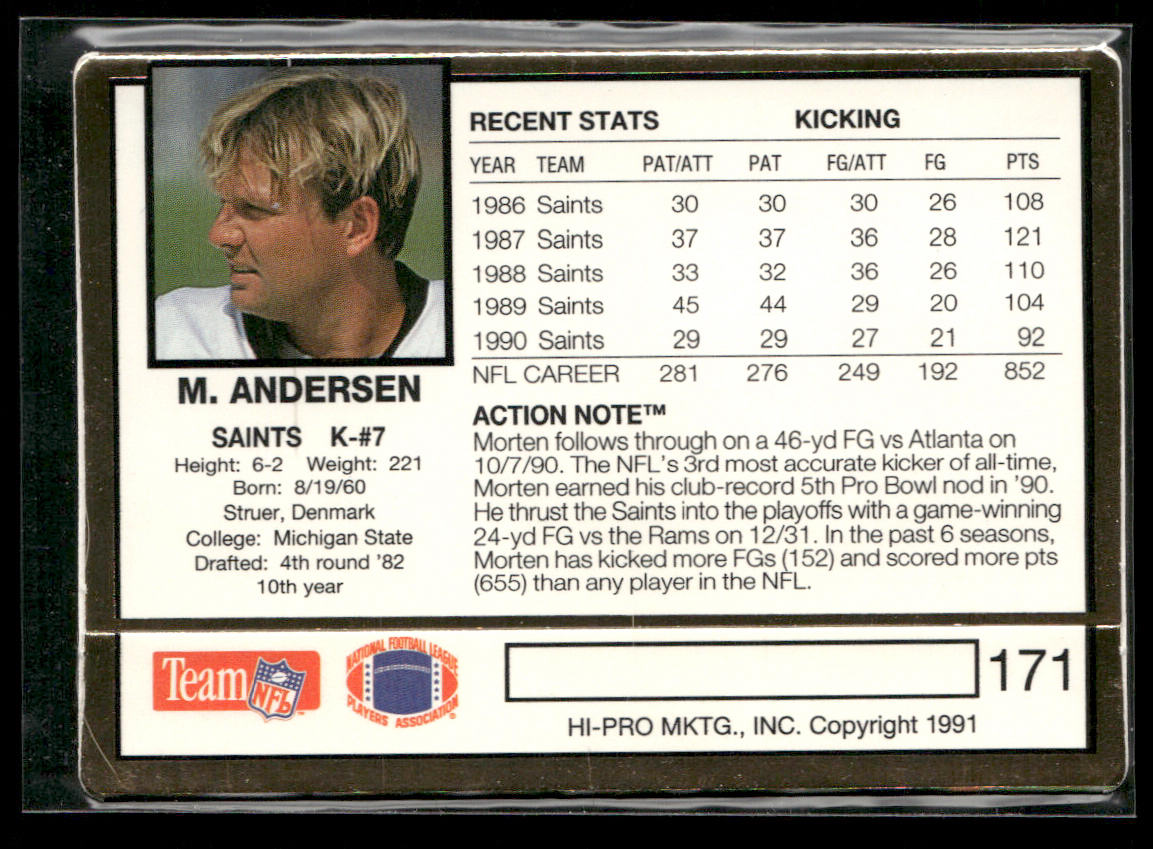 RECENT STATS KICKING
YEAR TEAM PAT/ATT PAT FG/ATT FG PTS
1986 Saints 30 30 30 26 108
1987 Saints 37 37 36 28 121
1988 Saints 33 32 36 26 110
1989 Saints 45 44 29 20 104
1990 Saints 29 29 27 21 92
NFL CAREER 281 276 249 192 852
M. ANDERSEN
SAINTS K-#7
Height: 6-2 Weight: 221
Born: 8/19/60
Struer, Denmark
College: Michigan State
Drafted: 4th round '82
10th year
ACTION NOTE™
Morten follows through on a 46-yd FG vs Atlanta on
10/7/90. The NFL's 3rd most accurate kicker of all-time,
Morten earned his club-record 5th Pro Bowl nod in '90.
He thrust the Saints into the playoffs with a game-winning
24-yd FG vs the Rams on 12/31. In the past 6 seasons,
Morten has kicked more FGs (152) and scored more pts
(655) than any player in the NFL.
Team NFL™
NATIONAL FOOTBALL LEAGUE
PLAYERS ASSOCIATION®
171
HI-PRO MKTG., INC. Copyright 1991